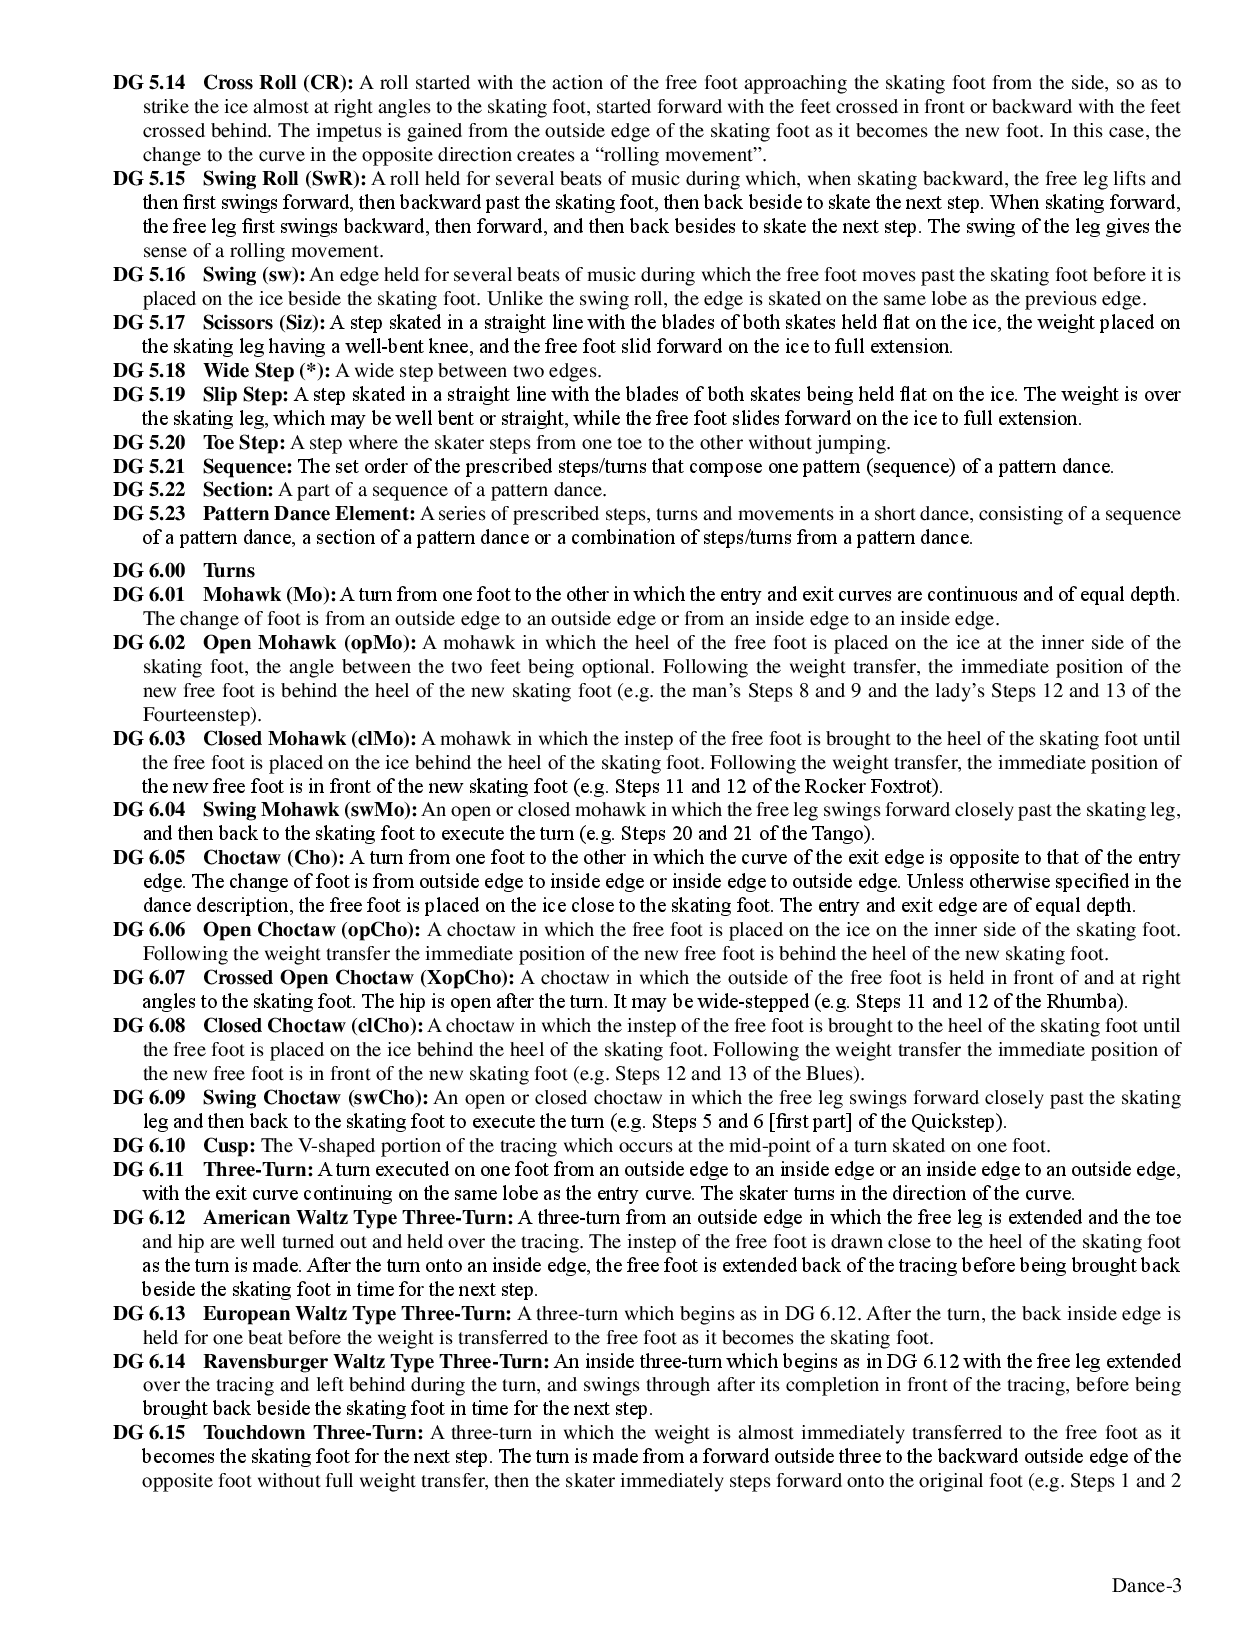 DG 5.14 Cross Roll (CR): A roll started with the action of the free foot approaching the skating foot from the side, so as to
strike the ice almost at right angles to the skating foot, started forward with the feet crossed in front or backward with the feet
crossed behind. The impetus is gained from the outside edge of the skating foot as it becomes the new foot. In this case, the
change to the curve in the opposite direction creates a “rolling movement”.
DG 5.15 Swing Roll (SwR): A roll held for several beats of music during which, when skating backward, the free leg lifts and
then first swings forward, then backward past the skating foot, then back beside to skate the next step. When skating forward,
the free leg first swings backward, then forward, and then back besides to skate the next step. The swing of the leg gives the
sense of a rolling movement.
DG 5.16 Swing (sw): An edge held for several beats of music during which the free foot moves past the skating foot before it is
placed on the ice beside the skating foot. Unlike the swing roll, the edge is skated on the same lobe as the previous edge.
DG 5.17 Scissors (Siz): A step skated in a straight line with the blades of both skates held flat on the ice, the weight placed on
the skating leg having a well-bent knee, and the free foot slid forward on the ice to full extension.
DG 5.18 Wide Step (*): A wide step between two edges.
DG 5.19 Slip Step: A step skated in a straight line with the blades of both skates being held flat on the ice. The weight is over
the skating leg, which may be well bent or straight, while the free foot slides forward on the ice to full extension.
DG 5.20 Toe Step: A step where the skater steps from one toe to the other without jumping.
DG 5.21 Sequence: The set order of the prescribed steps/turns that compose one pattern (sequence) of a pattern dance.
DG 5.22 Section: A part of a sequence of a pattern dance.
DG 5.23 Pattern Dance Element: A series of prescribed steps, turns and movements in a short dance, consisting of a sequence
of a pattern dance, a section of a pattern dance or a combination of steps/turns from a pattern dance.
DG 6.00 Turns
DG 6.01 Mohawk (Mo): A turn from one foot to the other in which the entry and exit curves are continuous and of equal depth.
The change of foot is from an outside edge to an outside edge or from an inside edge to an inside edge.
DG 6.02 Open Mohawk (opMo): A mohawk in which the heel of the free foot is placed on the ice at the inner side of the
skating foot, the angle between the two feet being optional. Following the weight transfer, the immediate position of the
new free foot is behind the heel of the new skating foot (e.g. the man’s Steps 8 and 9 and the lady’s Steps 12 and 13 of the
Fourteenstep).
DG 6.03 Closed Mohawk (clMo): A mohawk in which the instep of the free foot is brought to the heel of the skating foot until
the free foot is placed on the ice behind the heel of the skating foot. Following the weight transfer, the immediate position of
the new free foot is in front of the new skating foot (e.g. Steps 11 and 12 of the Rocker Foxtrot).
DG 6.04 Swing Mohawk (swMo): An open or closed mohawk in which the free leg swings forward closely past the skating leg,
and then back to the skating foot to execute the turn (e.g. Steps 20 and 21 of the Tango).
DG 6.05 Choctaw (Cho): A turn from one foot to the other in which the curve of the exit edge is opposite to that of the entry
edge. The change of foot is from outside edge to inside edge or inside edge to outside edge. Unless otherwise specified in the
dance description, the free foot is placed on the ice close to the skating foot. The entry and exit edge are of equal depth.
DG 6.06 Open Choctaw (opCho): A choctaw in which the free foot is placed on the ice on the inner side of the skating foot.
Following the weight transfer the immediate position of the new free foot is behind the heel of the new skating foot.
DG 6.07 Crossed Open Choctaw (XopCho): A choctaw in which the outside of the free foot is held in front of and at right
angles to the skating foot. The hip is open after the turn. It may be wide-stepped (e.g. Steps 11 and 12 of the Rhumba).
DG 6.08 Closed Choctaw (clCho): A choctaw in which the instep of the free foot is brought to the heel of the skating foot until
the free foot is placed on the ice behind the heel of the skating foot. Following the weight transfer the immediate position of
the new free foot is in front of the new skating foot (e.g. Steps 12 and 13 of the Blues).
DG 6.09 Swing Choctaw (swCho): An open or closed choctaw in which the free leg swings forward closely past the skating
leg and then back to the skating foot to execute the turn (e.g. Steps 5 and 6 [first part] of the Quickstep).
DG 6.10 Cusp: The V-shaped portion of the tracing which occurs at the mid-point of a turn skated on one foot.
DG 6.11 Three-Turn: A turn executed on one foot from an outside edge to an inside edge or an inside edge to an outside edge,
with the exit curve continuing on the same lobe as the entry curve. The skater turns in the direction of the curve.
DG 6.12 American Waltz Type Three-Turn: A three-turn from an outside edge in which the free leg is extended and the toe
and hip are well turned out and held over the tracing. The instep of the free foot is drawn close to the heel of the skating foot
as the turn is made. After the turn onto an inside edge, the free foot is extended back of the tracing before being brought back
beside the skating foot in time for the next step.
DG 6.13 European Waltz Type Three-Turn: A three-turn which begins as in DG 6.12. After the turn, the back inside edge is
held for one beat before the weight is transferred to the free foot as it becomes the skating foot.
DG 6.14 Ravensburger Waltz Type Three-Turn: An inside three-turn which begins as in DG 6.12 with the free leg extended
over the tracing and left behind during the turn, and swings through after its completion in front of the tracing, before being
brought back beside the skating foot in time for the next step.
DG 6.15 Touchdown Three-Turn: A three-turn in which the weight is almost immediately transferred to the free foot as it
becomes the skating foot for the next step. The turn is made from a forward outside three to the backward outside edge of the
opposite foot without full weight transfer, then the skater immediately steps forward onto the original foot (e.g. Steps 1 and 2
Dance-3